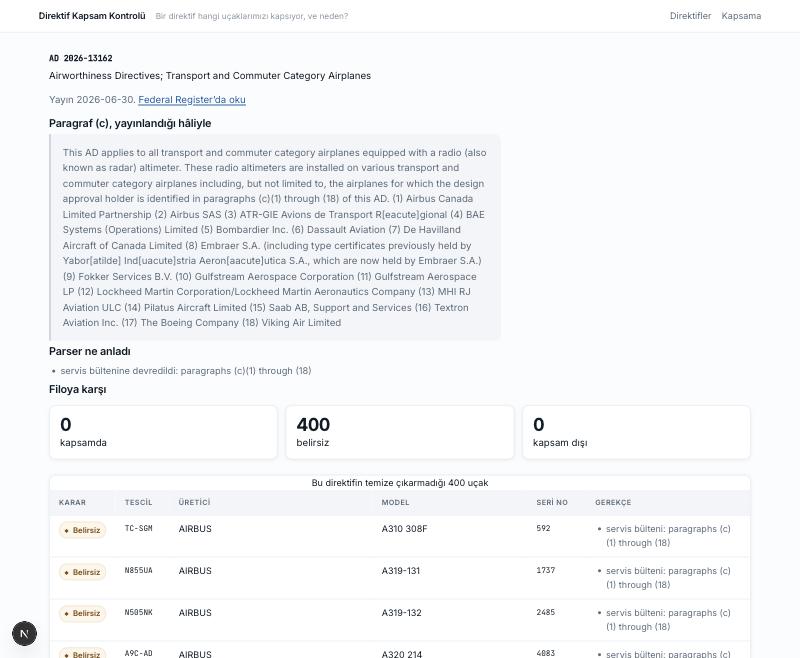 Direktif Kapsam Kontrolü Bir direktif hangi uçaklarımızı kapsıyor, ve neden? Direktifler Kapsama
AD 2026-13162
Airworthiness Directives; Transport and Commuter Category Airplanes
Yayın 2026-06-30. Federal Register'da oku
Paragraf (c), yayınlandığı hâliyle
This AD applies to all transport and commuter category airplanes equipped with a radio (also
known as radar) altimeter. These radio altimeters are installed on various transport and
commuter category airplanes including, but not limited to, the airplanes for which the design
approval holder is identified in paragraphs (c)(1) through (18) of this AD. (1) Airbus Canada
Limited Partnership (2) Airbus SAS (3) ATR-GIE Avions de Transport R[eacute]gional (4) BAE
Systems (Operations) Limited (5) Bombardier Inc. (6) Dassault Aviation (7) De Havilland
Aircraft of Canada Limited (8) Embraer S.A. (including type certificates previously held by
Yabor[atilde] Ind[uacute]stria Aeron[aacute]utica S.A., which are now held by Embraer S.A.)
(9) Fokker Services B.V. (10) Gulfstream Aerospace Corporation (11) Gulfstream Aerospace
LP (12) Lockheed Martin Corporation/Lockheed Martin Aeronautics Company (13) MHI RJ
Aviation ULC (14) Pilatus Aircraft Limited (15) Saab AB, Support and Services (16) Textron
Aviation Inc. (17) The Boeing Company (18) Viking Air Limited
Parser ne anladı
• servis bültenine devredildi: paragraphs (c)(1) through (18)
Filoya karşı
0 400 0
kapsamda belirsiz kapsam dışı
Bu direktifin temize çıkarmadığı 400 uçak
KARAR TESCİL ÜRETİCİ MODEL SERİ NO GEREKÇE
Belirsiz TC-SGM AIRBUS A310 308F 592 • servis bülteni: paragraphs (c)
(1) through (18)
Belirsiz N855UA AIRBUS A319-131 1737 • servis bülteni: paragraphs (c)
(1) through (18)
Belirsiz N505NK AIRBUS A319-132 2485 • servis bülteni: paragraphs (c)
(1) through (18)
Belirsiz A9C-AD AIRBUS A320 214 4083 • servis bülteni: paragraphs (c)
N